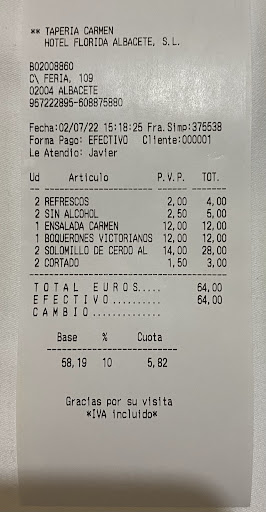 ** TAPERIA CARMEN
HOTEL FLORIDA ALBACETE, S.L.
B02008860
C\ FERIA, 109
02004 ALBACETE
967222895-608875880
Fecha:02/07/22 15:18:25 Fra.Simp:375538
Forma Pago: EFECTIVO Cliente:000001
Le Atendio: Javier
Ud Articulo P.V.P. TOT.
2 REFRESCOS 2,00 4,00
2 SIN ALCOHOL 2,50 5,00
1 ENSALADA CARMEN 12,00 12,00
1 BOQUERONES VICTORIANOS 12,00 12,00
2 SOLOMILLO DE CERDO AL 14,00 28,00
2 CORTADO 1,50 3,00
TOTAL EUROS..... 64,00
EFECTIVO......... 64,00
CAMBIO.............
Base % Cuota
58,19 10 5,82
Gracias por su visita
*IVA incluido*